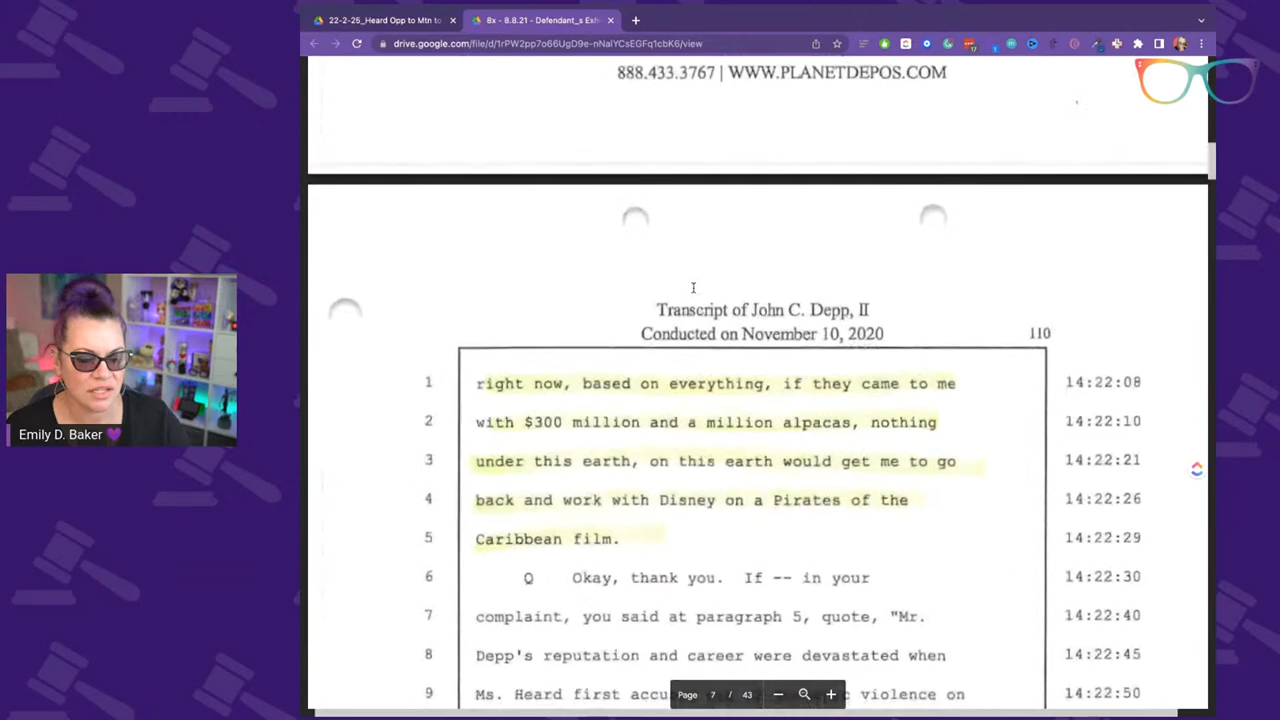 22-2-25_Heard Opp to Mtn to
8x - 8.8.21 - Defendant_s Exh
drive.google.com/file/d/1rPW2pp7o66UgD9e-nNalYCsEGFq1cbK6/view
888.433.3767 | WWW.PLANETDEPOS.COM
Transcript of John C. Depp, II
Conducted on November 10, 2020 110
1 right now, based on everything, if they came to me 14:22:08
2 with $300 million and a million alpacas, nothing 14:22:10
3 under this earth, on this earth would get me to go 14:22:21
4 back and work with Disney on a Pirates of the 14:22:26
5 Caribbean film. 14:22:29
6 Q Okay, thank you. If -- in your 14:22:30
7 complaint, you said at paragraph 5, quote, "Mr. 14:22:40
8 Depp's reputation and career were devastated when 14:22:45
9 Ms. Heard first violence on 14:22:50
Page 7 / 43
Emily D. Baker 💜